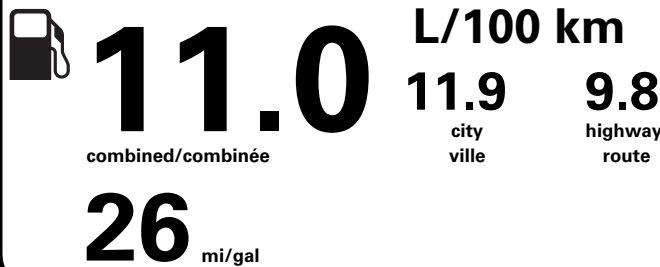 L/100 km
11.0
11.9
9.8
city
highway
combined/combinée
ville
route
26 mi/gal